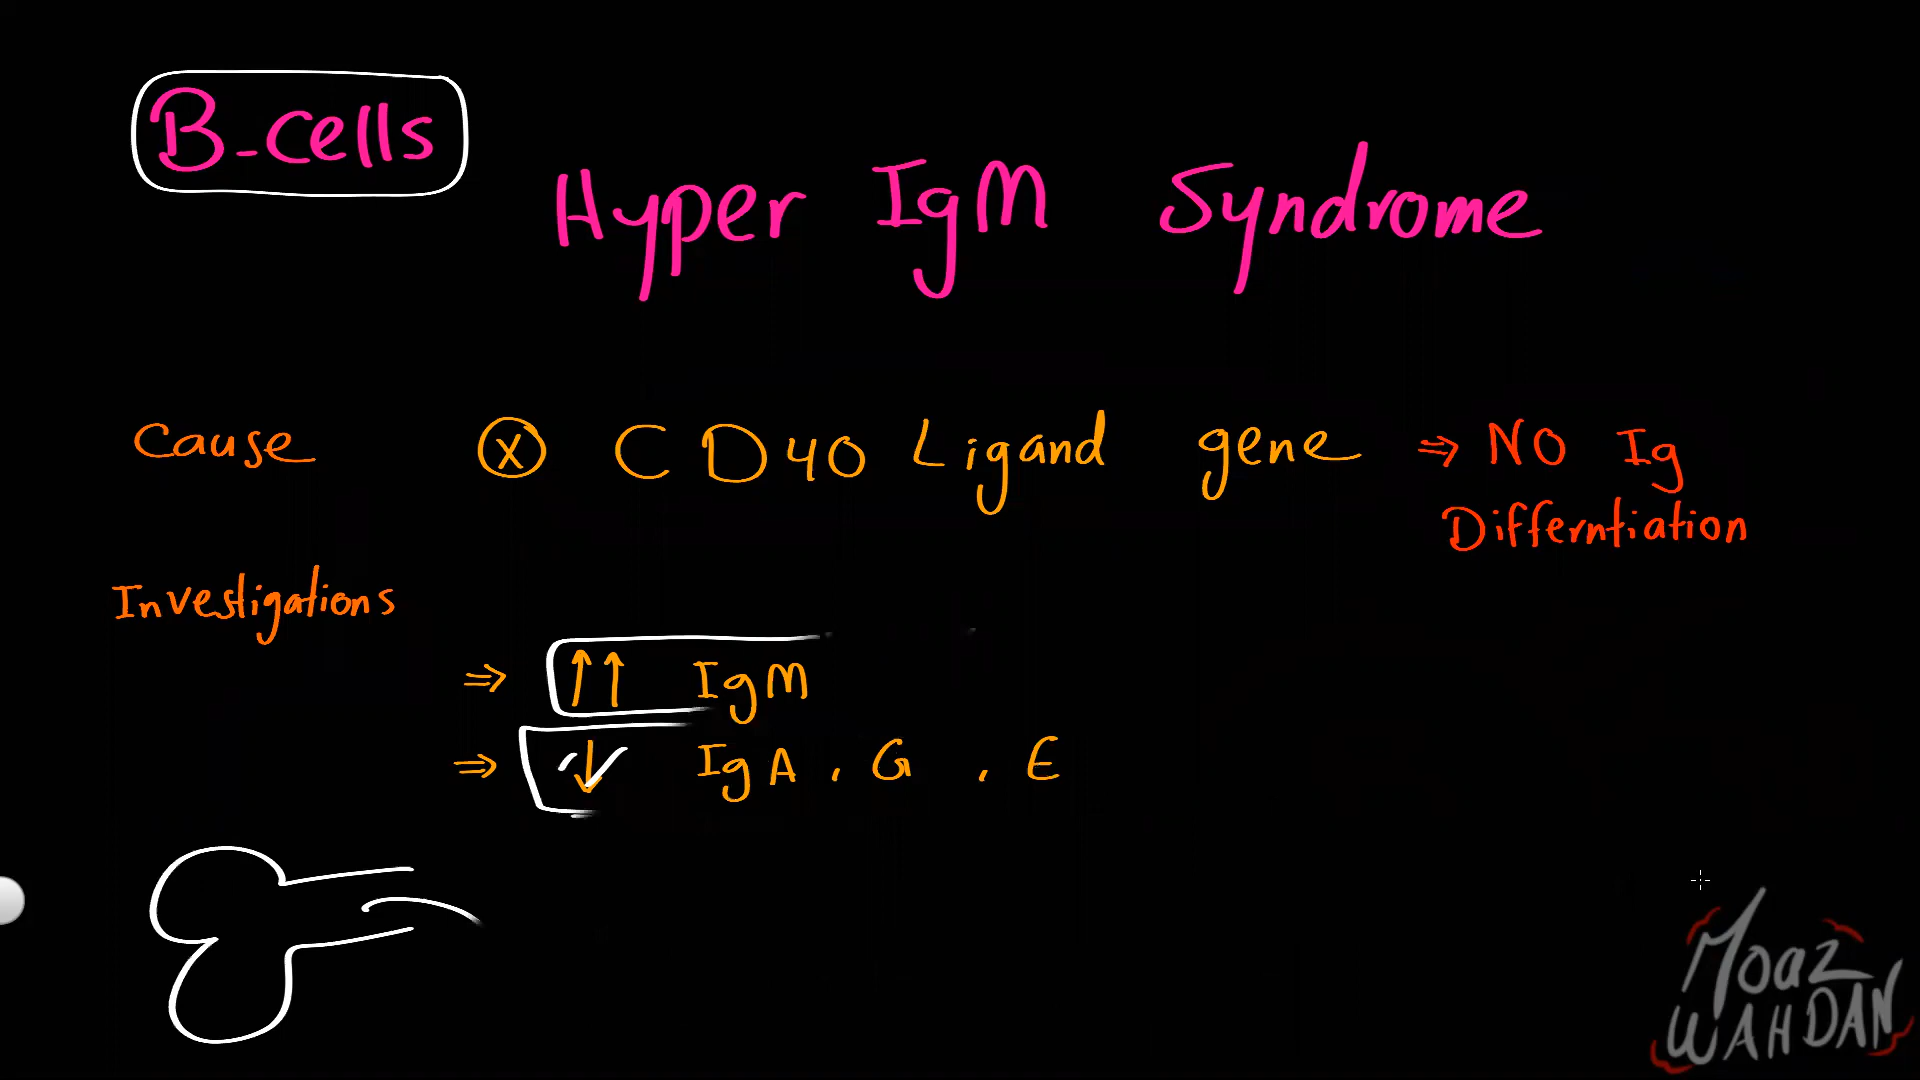 B-cells
Hyper IgM Syndrome
Cause ⓧ CD40 Ligand gene ⇒ NO Ig
Differntiation
Investigations
⇒ ↑↑ IgM
⇒ ↓ IgA , G , E
Moaz
WAHDAN